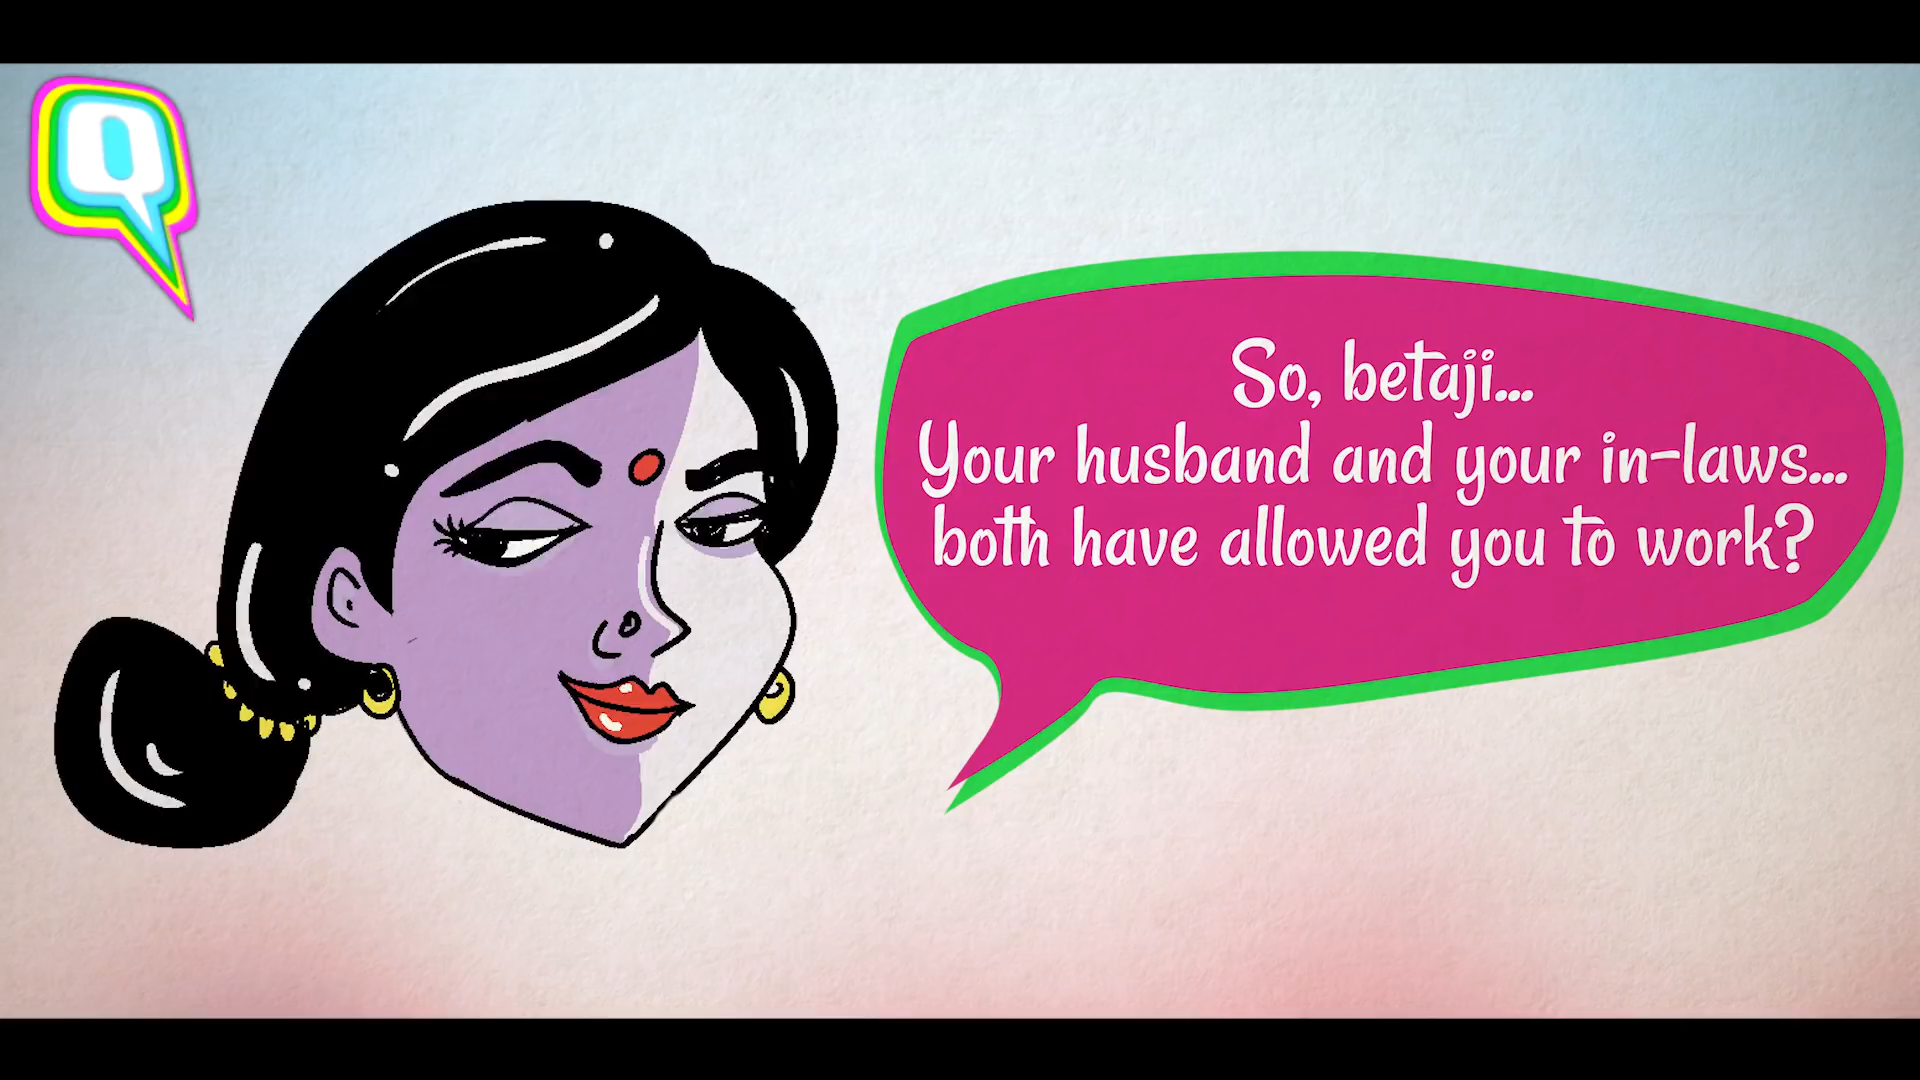 Q
So, betaji...
Your husband and your in-laws...
both have allowed you to work?